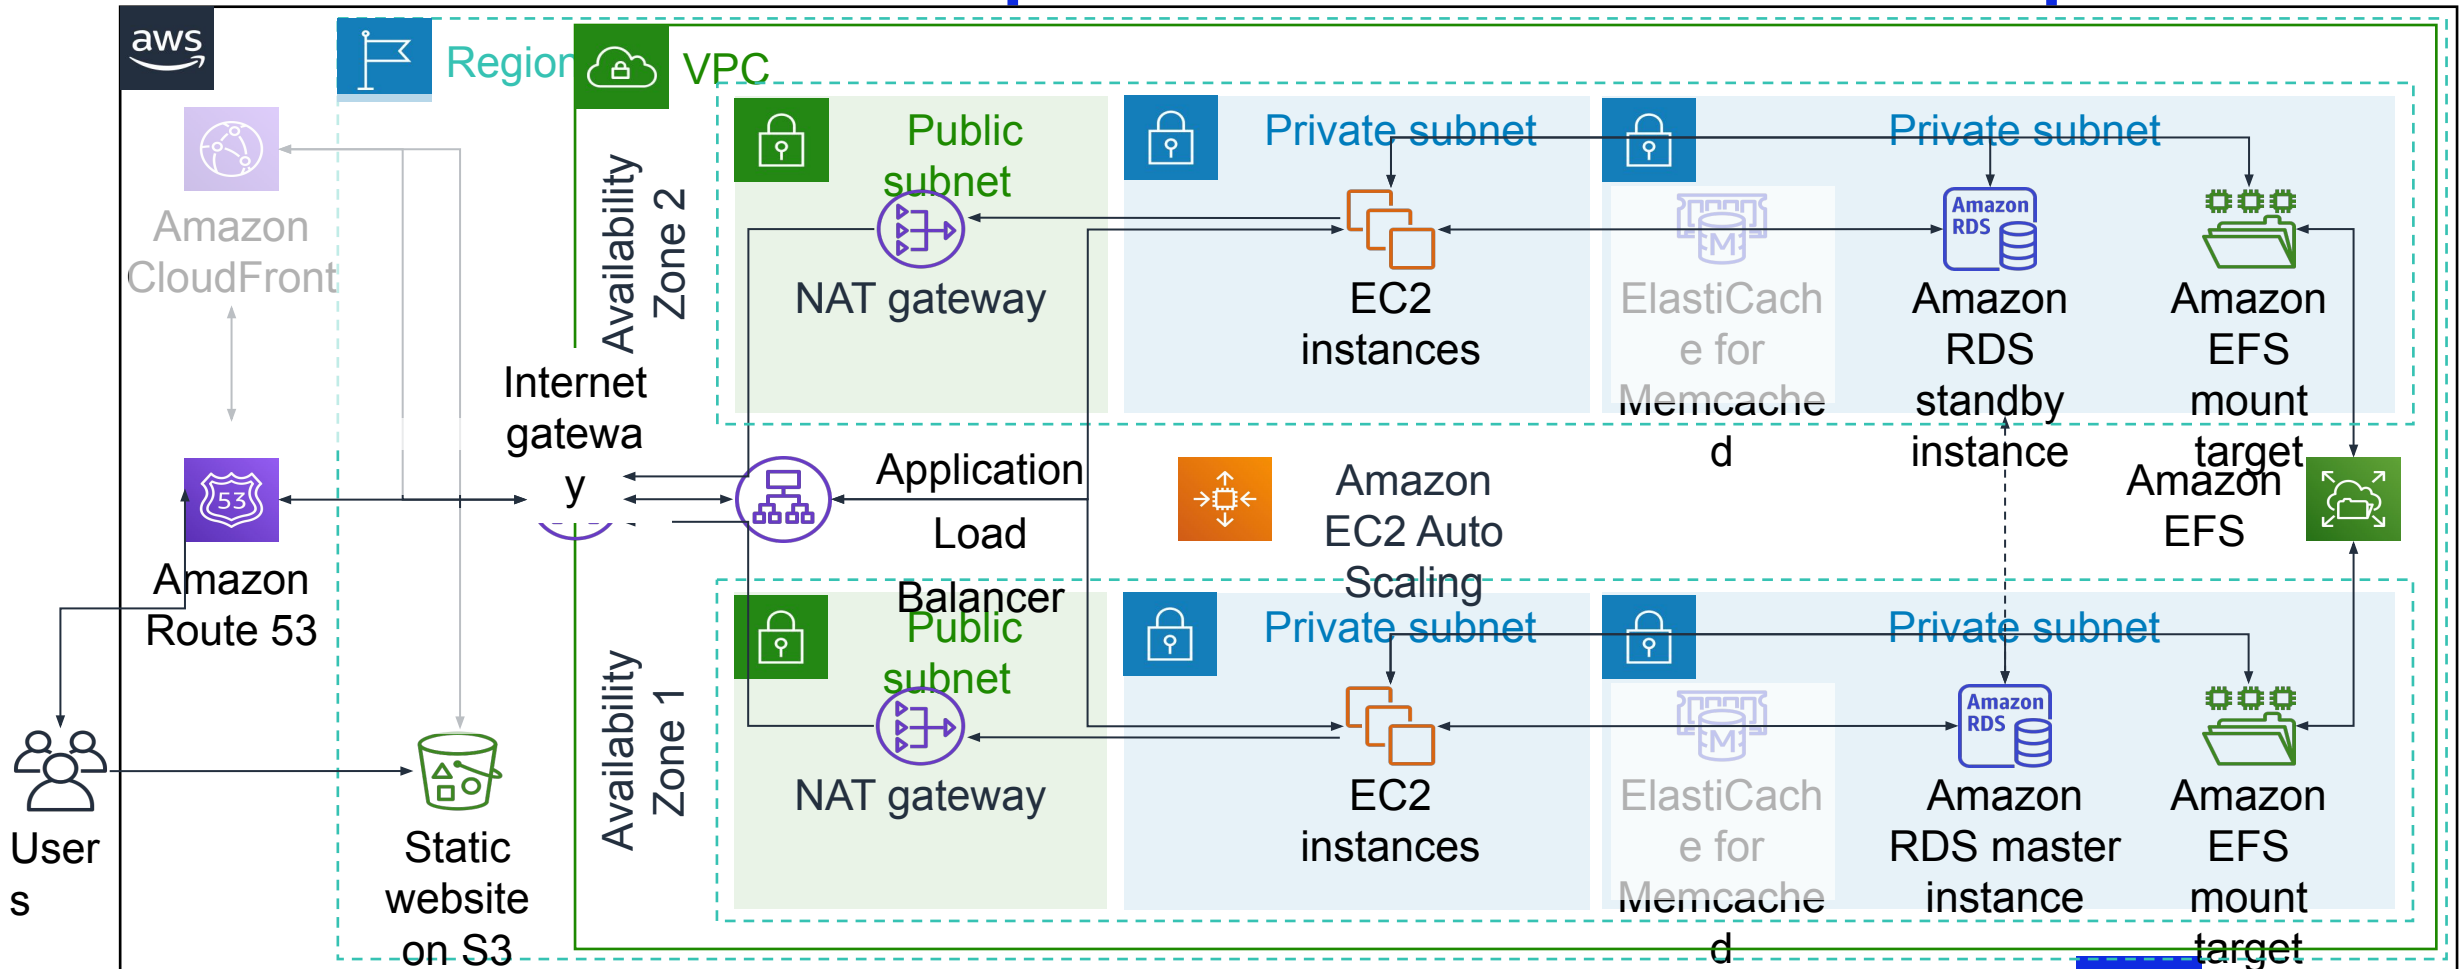 aws
Region
VPC
Amazon
CloudFront
Availability
Zone 2
Public
subnet
NAT gateway
Private subnet
EC2
instances
Private subnet
ElastiCach
e for
Memcache
d
Amazon
RDS
Amazon
RDS
standby
instance
Amazon
EFS
mount
target
Internet
gatewa
y
53
Amazon
Route 53
Application
Load
Balancer
Amazon
EC2 Auto
Scaling
Amazon
EFS
Availability
Zone 1
Public
subnet
NAT gateway
Private subnet
EC2
instances
Private subnet
M
ElastiCach
e for
Memcache
d
M
Amazon
RDS
Amazon
RDS master
instance
Amazon
EFS
mount
target
User
s
Static
website
on S3